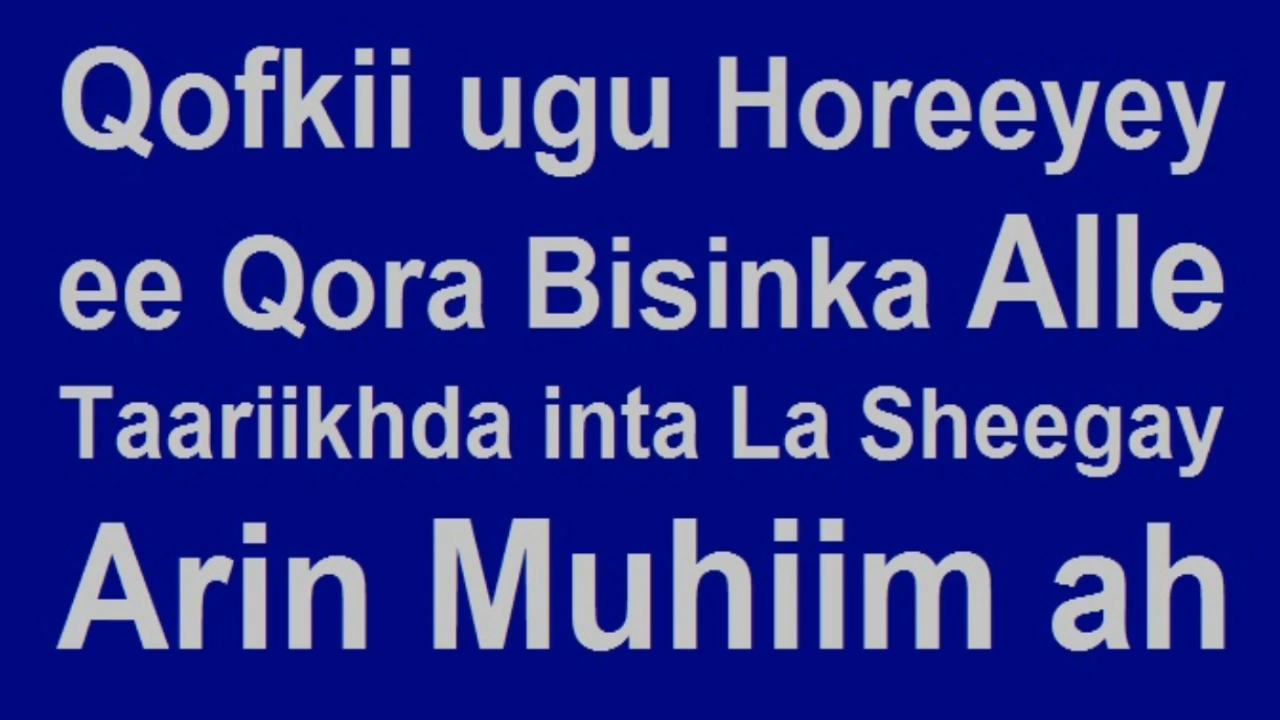 Qofkii ugu Horeeyey
ee Qora Bisinka Alle
Taariikhda inta La Sheegay
Arin Muhiim ah